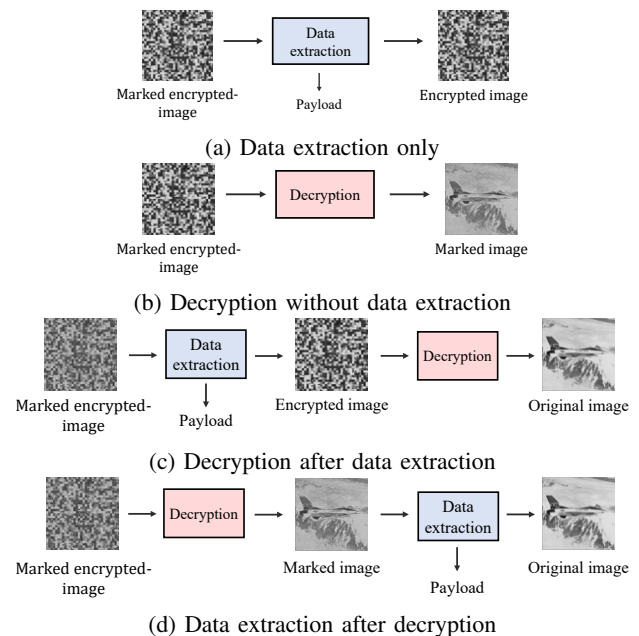 Data
extraction
Marked encrypted-
image
Payload
Encrypted image
(a) Data extraction only
Decryption
Marked encrypted-
image
Marked image
(b) Decryption without data extraction
Data
extraction
Decryption
Marked encrypted-
image
Payload
Encrypted image
Original image
(c) Decryption after data extraction
Decryption
Data
extraction
Marked encrypted-
image
Marked image
Payload
Original image
(d) Data extraction after decryption